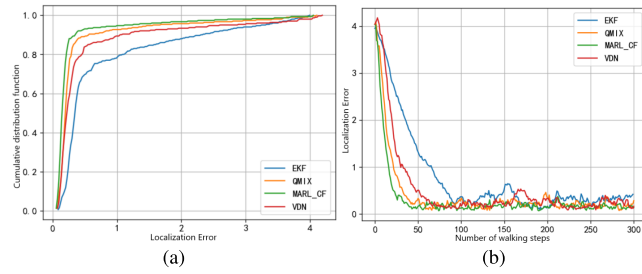 1.0
0.8
0.6
0.4
0.2
0.0
Cumulative distribution function
EKF
QMIX
MARL_CF
VDN
0 1 2 3 4
Localization Error
(a)
4
3
2
1
0
Localization Error
EKF
QMIX
MARL_CF
VDN
0 50 100 150 200 250 300
Number of walking steps
(b)